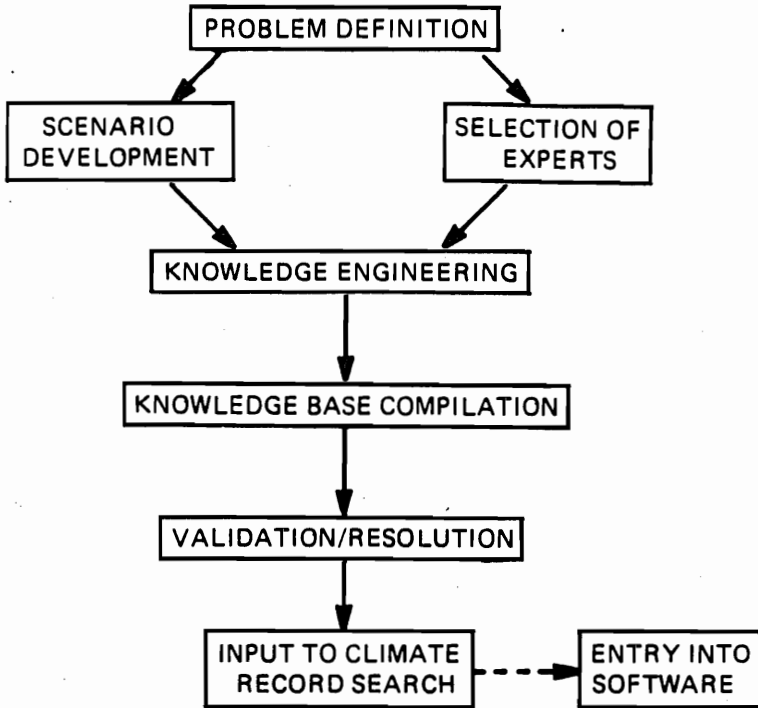 PROBLEM DEFINITION
SCENARIO
DEVELOPMENT
SELECTION OF
EXPERTS
KNOWLEDGE ENGINEERING
KNOWLEDGE BASE COMPILATION
VALIDATION/RESOLUTION
INPUT TO CLIMATE
RECORD SEARCH
ENTRY INTO
SOFTWARE